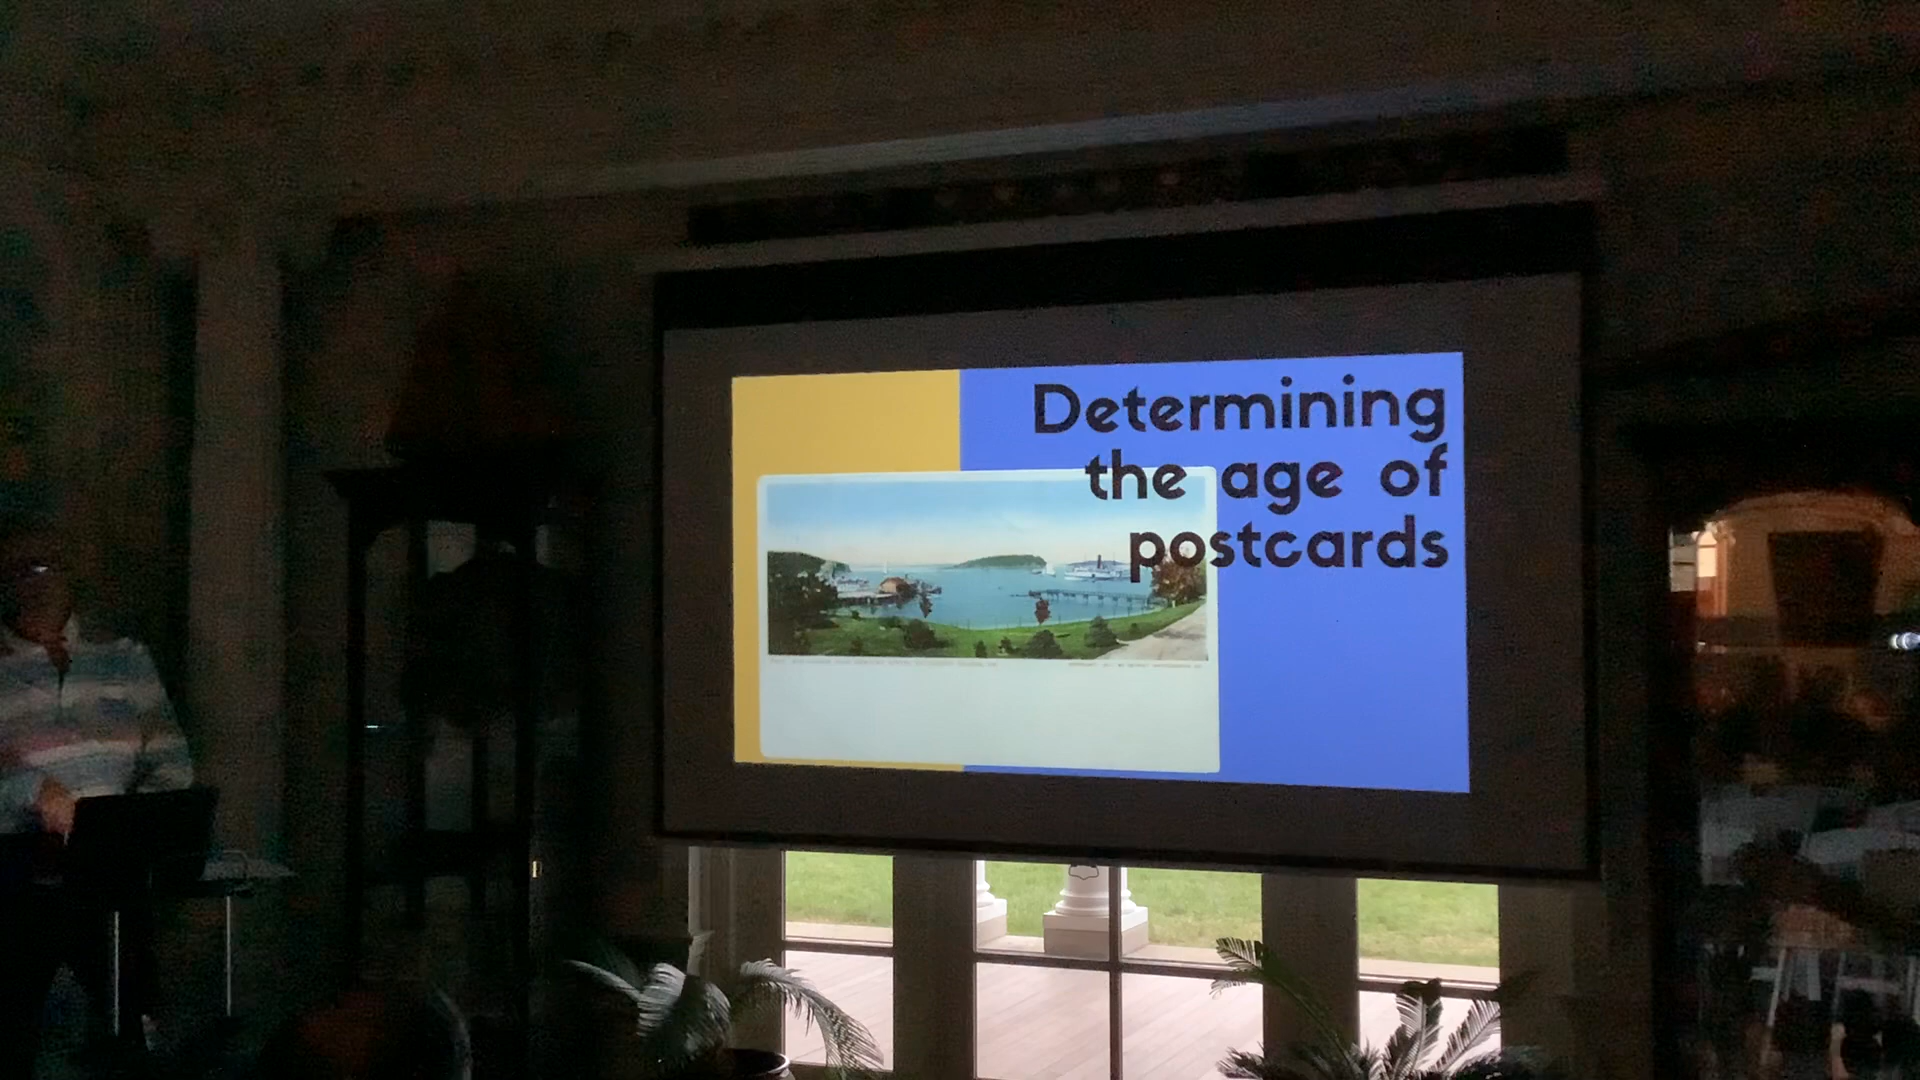 Determining
the age of
postcards